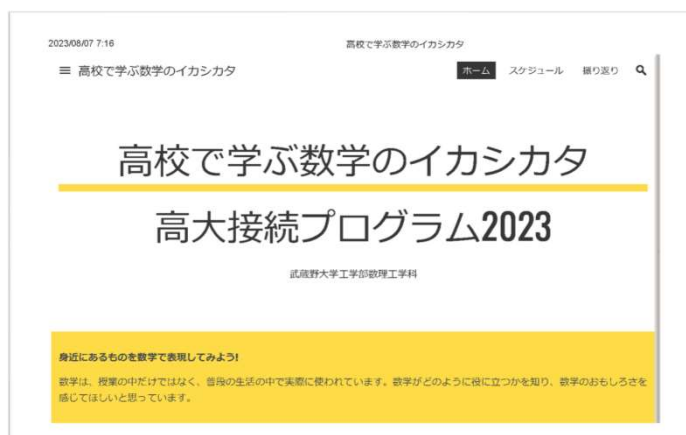 2023/08/07 7:16 高校で学ぶ数学のイカシカタ
≡ 高校で学ぶ数学のイカシカタ ホーム スケジュール 振り返り
高校で学ぶ数学のイカシカタ
高大接続プログラム2023
武蔵野大学工学部数理工学科
身近にあるものを数学で表現してみよう!
数学は、授業の中だけではなく、普段の生活の中で実際に使われています。数学がどのように役に立つかを知り、数学のおもしろさを
感じてほしいと思っています。